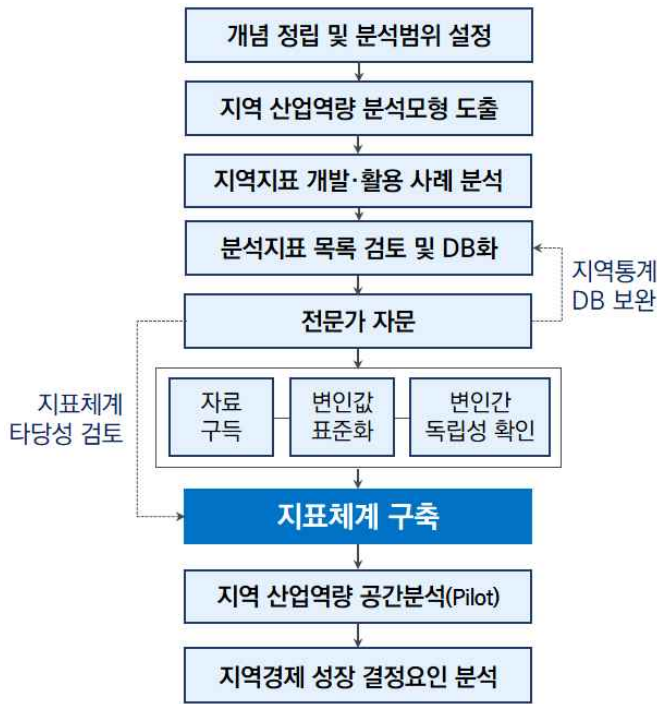 개념 정립 및 분석범위 설정
지역 산업역량 분석모형 도출
지역지표 개발·활용 사례 분석
분석지표 목록 검토 및 DB화
지역통계
DB 보완
전문가 자문
지표체계
타당성 검토
자료
구득
변인값
표준화
변인간
독립성 확인
지표체계 구축
지역 산업역량 공간분석(Pilot)
지역경제 성장 결정요인 분석